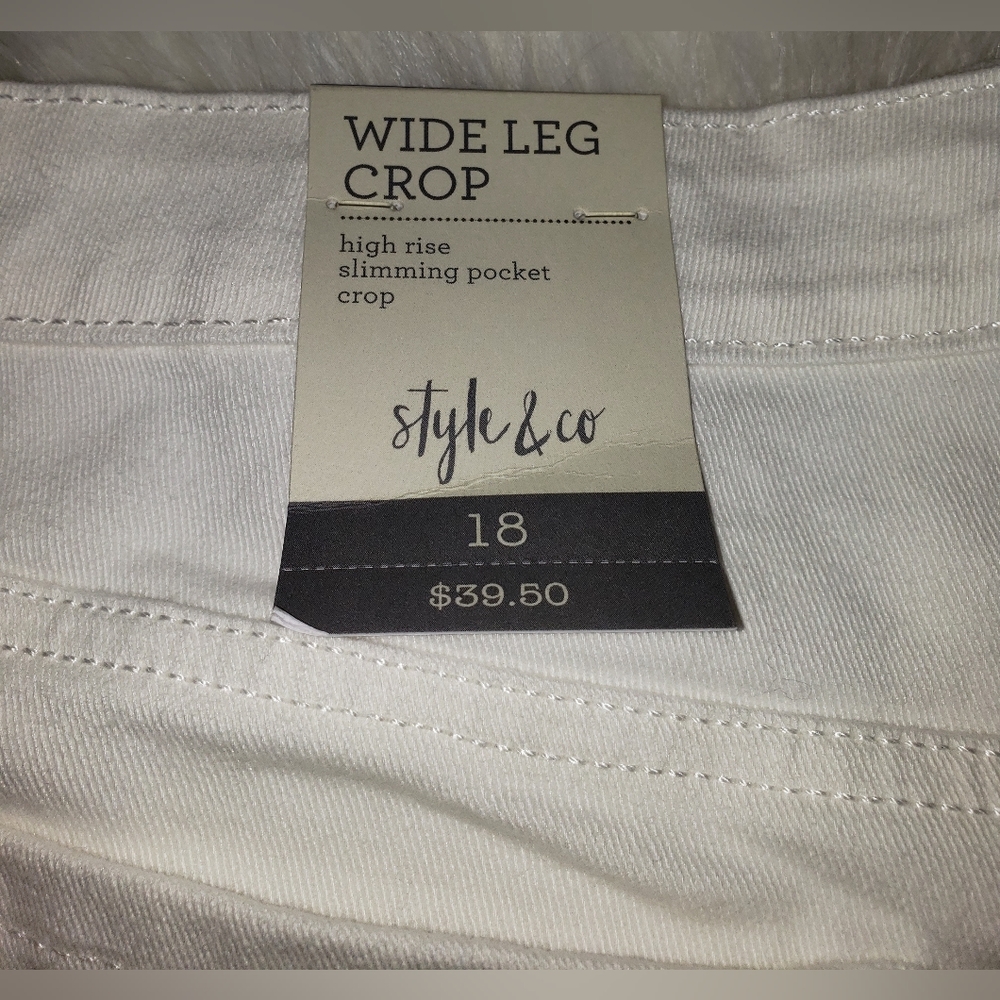 WIDE LEG
CROP
high rise
slimming pocket
crop
style & co
18
$39.50